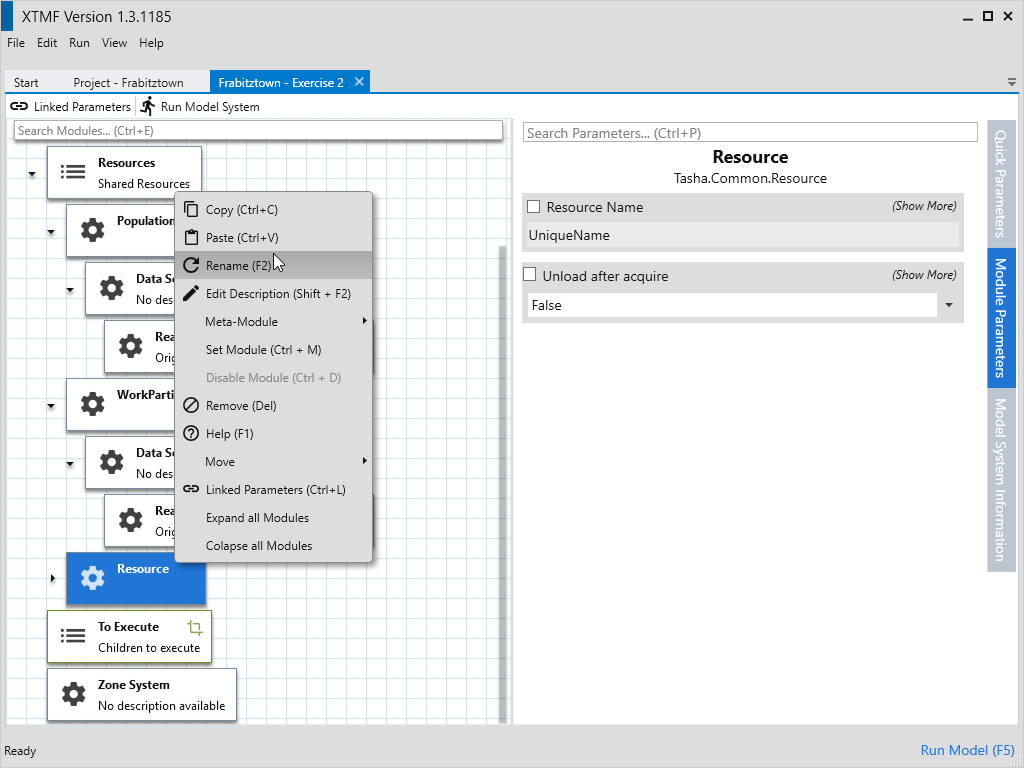 XTMF Version 1.3.1185
File Edit Run View Help
Start Project - Frabitztown Frabitztown - Exercise 2
Linked Parameters Run Model System
Search Modules... (Ctrl+E)
Resources
Shared Resources
Population
Data So
No des
Rea
Orig
WorkParti
Data So
No des
Rea
Orig
Resource
To Execute
Children to execute
Zone System
No description available
Copy (Ctrl+C)
Paste (Ctrl+V)
Rename (F2)
Edit Description (Shift + F2)
Meta-Module
Set Module (Ctrl + M)
Disable Module (Ctrl + D)
Remove (Del)
Help (F1)
Move
Linked Parameters (Ctrl+L)
Expand all Modules
Colapse all Modules
Search Parameters... (Ctrl+P)
Resource
Tasha.Common.Resource
Resource Name (Show More)
UniqueName
Unload after acquire (Show More)
False
Quick Parameters
Module Parameters
Model System Information
Ready
Run Model (F5)